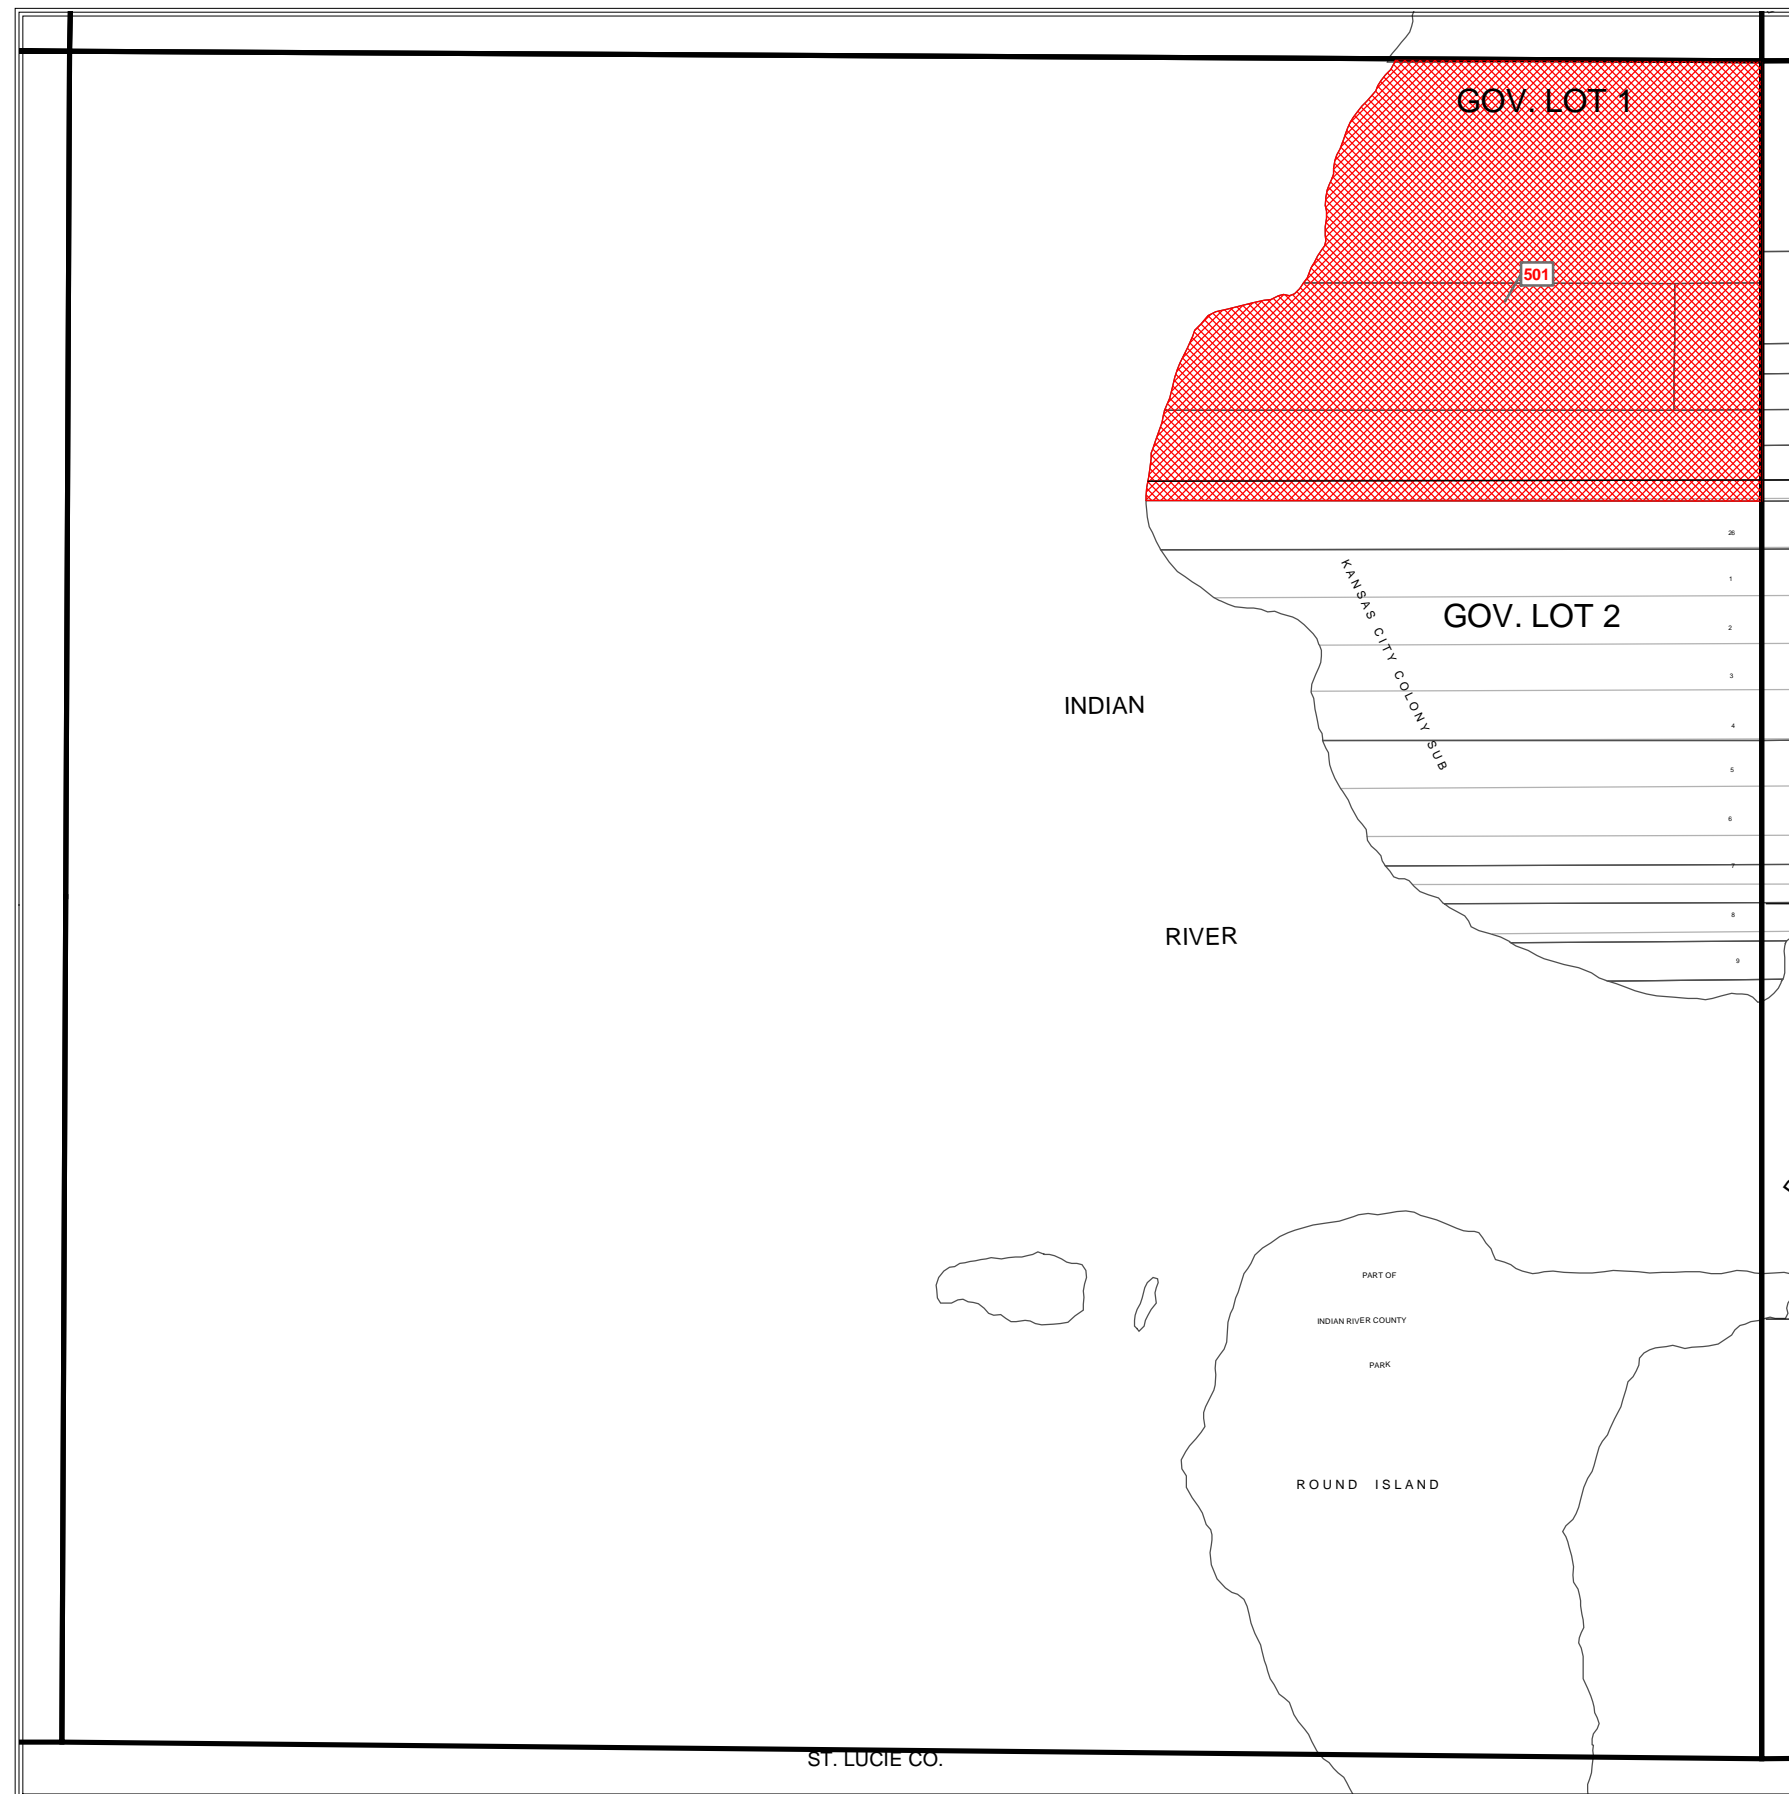 GOV. LOT 1
501
26
KANSAS CITY COLONY SUB
1
GOV. LOT 2
2
3
INDIAN
4
5
6
7
8
RIVER
9
PART OF
INDIAN RIVER COUNTY
PARK
ROUND ISLAND
ST. LUCIE CO.